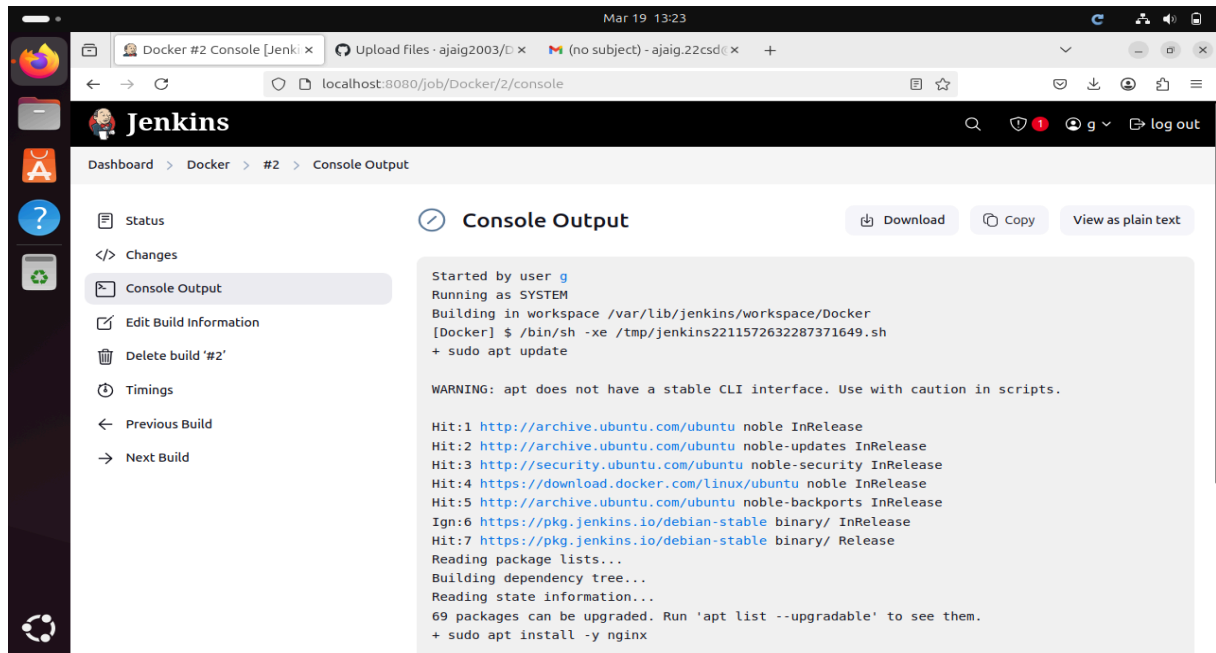 Mar 19 13:23
Docker #2 Console [Jenki
Upload files · ajaig2003/D
(no subject) - ajaig.22csd@
localhost:8080/job/Docker/2/console
Jenkins
1
g
log out
Dashboard > Docker > #2 > Console Output
Status
Changes
Console Output
Edit Build Information
Delete build ‘#2’
Timings
Previous Build
Next Build
Console Output
Download
Copy
View as plain text
Started by user g
Running as SYSTEM
Building in workspace /var/lib/jenkins/workspace/Docker
[Docker] $ /bin/sh -xe /tmp/jenkins2211572632287371649.sh
+ sudo apt update
WARNING: apt does not have a stable CLI interface. Use with caution in scripts.
Hit:1 http://archive.ubuntu.com/ubuntu noble InRelease
Hit:2 http://archive.ubuntu.com/ubuntu noble-updates InRelease
Hit:3 http://security.ubuntu.com/ubuntu noble-security InRelease
Hit:4 https://download.docker.com/linux/ubuntu noble InRelease
Hit:5 http://archive.ubuntu.com/ubuntu noble-backports InRelease
Ign:6 https://pkg.jenkins.io/debian-stable binary/ InRelease
Hit:7 https://pkg.jenkins.io/debian-stable binary/ Release
Reading package lists...
Building dependency tree...
Reading state information...
69 packages can be upgraded. Run 'apt list --upgradable' to see them.
+ sudo apt install -y nginx